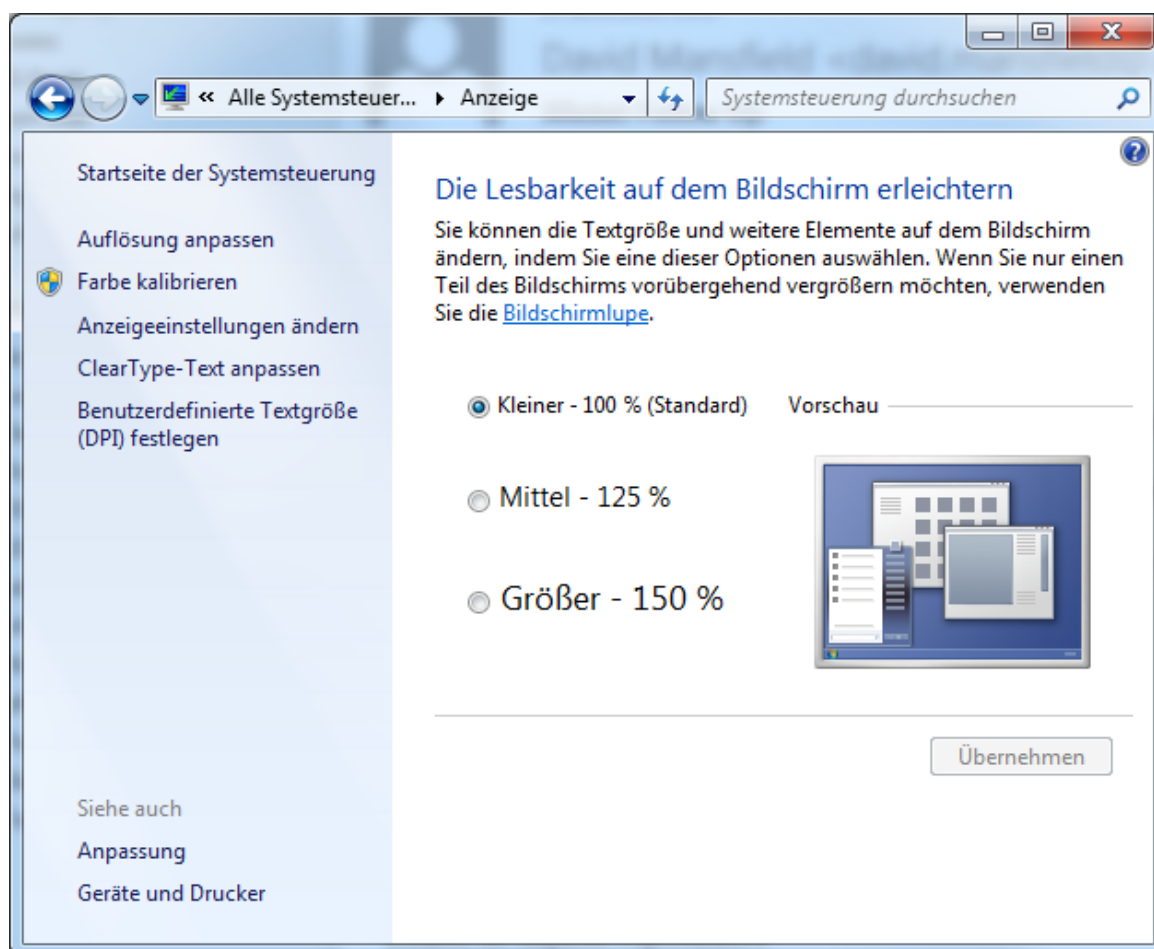 « Alle Systemsteuer... ▸ Anzeige
Systemsteuerung durchsuchen
Startseite der Systemsteuerung
Auflösung anpassen
Farbe kalibrieren
Anzeigeeinstellungen ändern
ClearType-Text anpassen
Benutzerdefinierte Textgröße
(DPI) festlegen
Siehe auch
Anpassung
Geräte und Drucker
Die Lesbarkeit auf dem Bildschirm erleichtern
Sie können die Textgröße und weitere Elemente auf dem Bildschirm
ändern, indem Sie eine dieser Optionen auswählen. Wenn Sie nur einen
Teil des Bildschirms vorübergehend vergrößern möchten, verwenden
Sie die Bildschirmlupe.
Kleiner - 100 % (Standard)
Vorschau
Mittel - 125 %
Größer - 150 %
Übernehmen